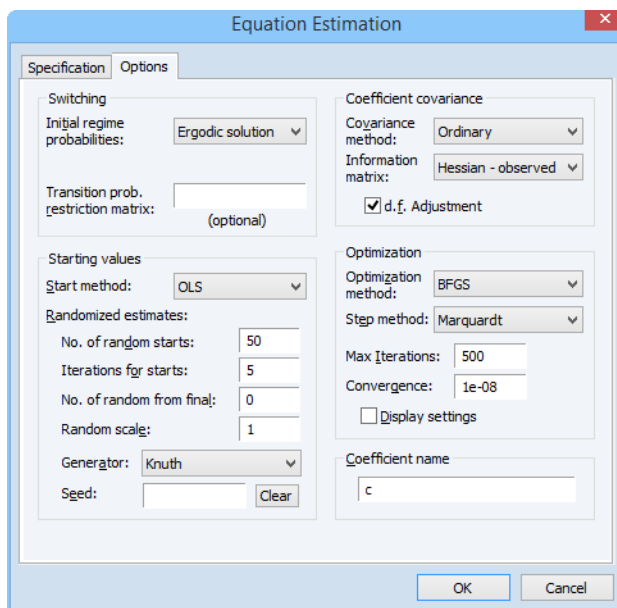 Equation Estimation
Specification
Options
Switching
Initial regime probabilities:
Ergodic solution
Transition prob. restriction matrix:
(optional)
Starting values
Start method:
OLS
Randomized estimates:
No. of random starts:
50
Iterations for starts:
5
No. of random from final:
0
Random scale:
1
Generator:
Knuth
Seed:
Clear
Coefficient covariance
Covariance method:
Ordinary
Information matrix:
Hessian - observed
d.f. Adjustment
Optimization
Optimization method:
BFGS
Step method:
Marquardt
Max Iterations:
500
Convergence:
1e-08
Display settings
Coefficient name
c
OK
Cancel